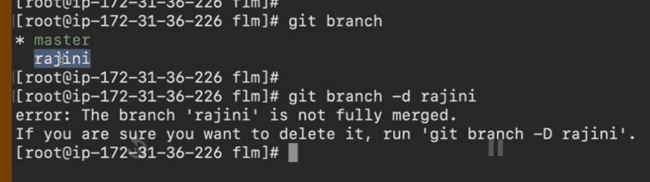 [root@ip-172-31-36-226 flm]#
[root@ip-172-31-36-226 flm]# git branch
* master
rajini
[root@ip-172-31-36-226 flm]#
[root@ip-172-31-36-226 flm]# git branch -d rajini
error: The branch 'rajini' is not fully merged.
If you are sure you want to delete it, run 'git branch -D rajini'.
[root@ip-172-31-36-226 flm]#